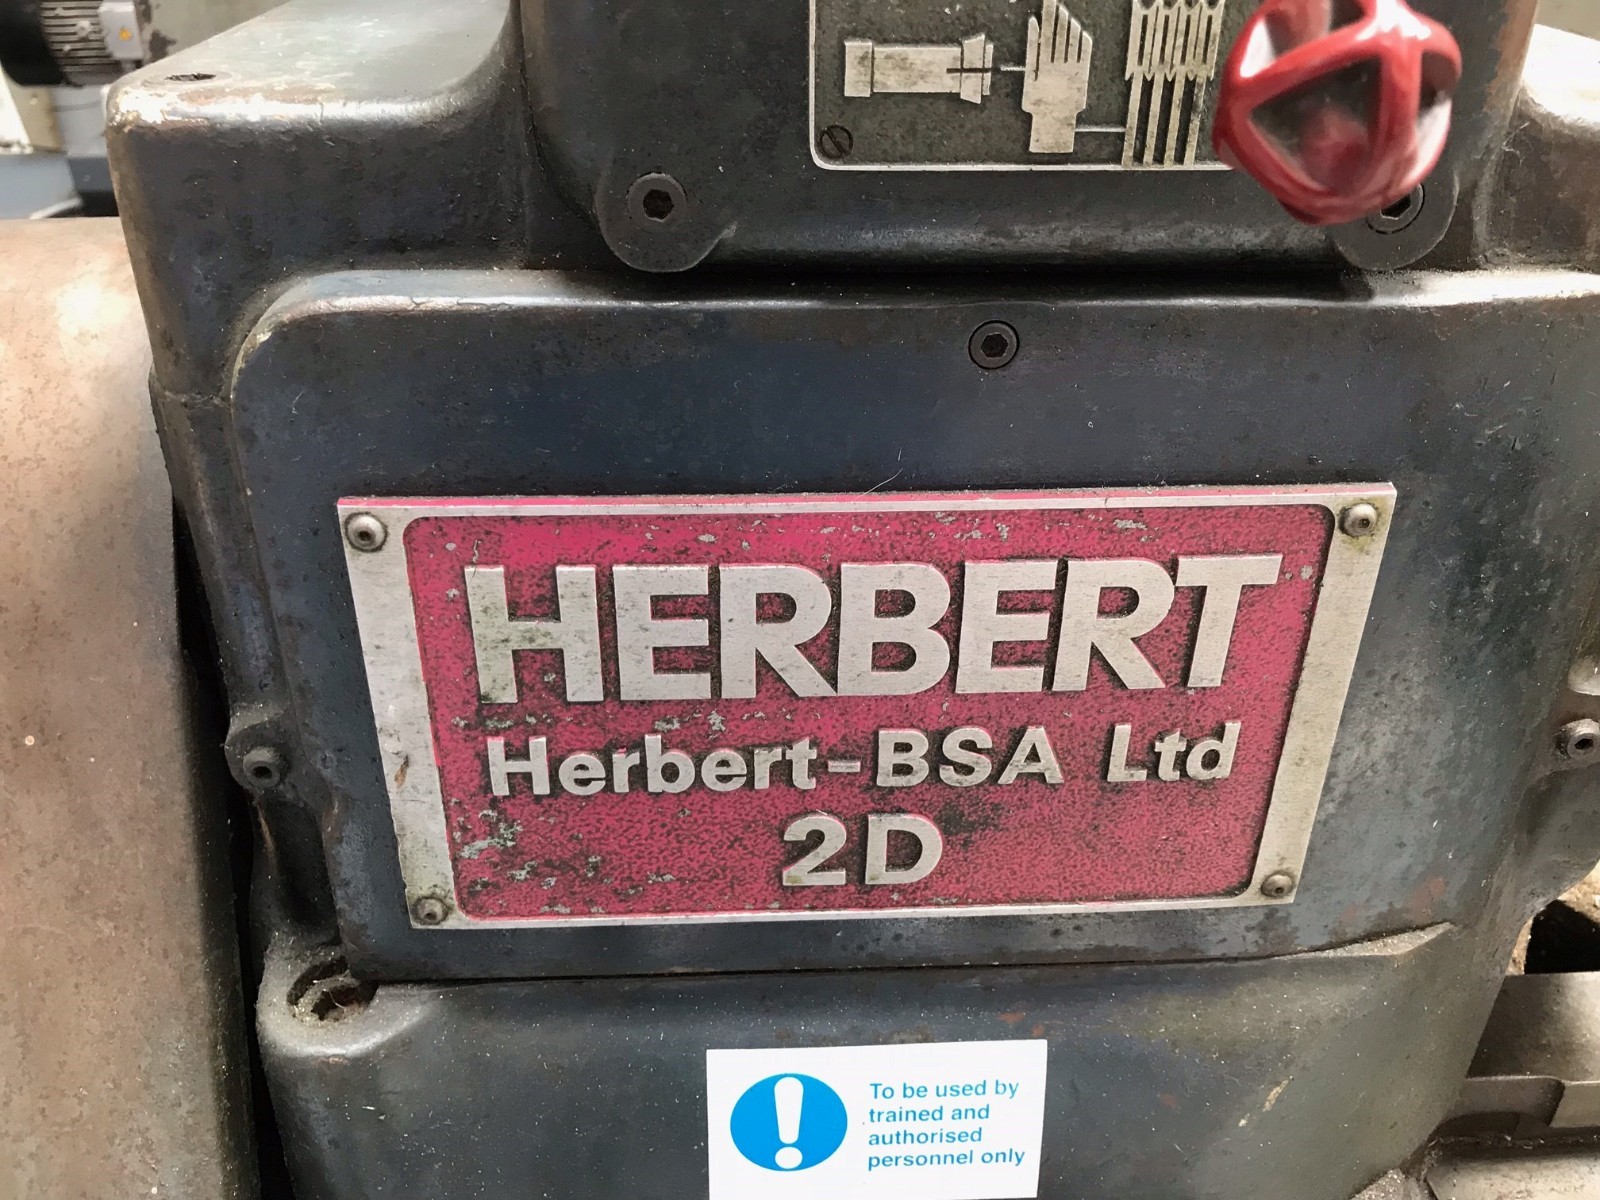 HERBERT
Herbert-BSA Ltd
2D
To be used by
trained and
authorised
personnel only